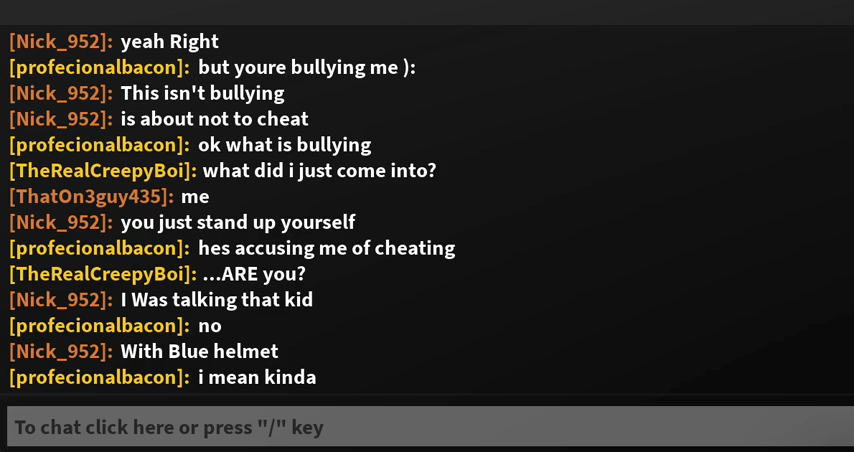 [Nick_952]: yeah Right
[profecionalbacon]: but youre bullying me ):
[Nick_952]: This isn't bullying
[Nick_952]: is about not to cheat
[profecionalbacon]: ok what is bullying
[TheRealCreepyBoi]: what did i just come into?
[ThatOn3guy435]: me
[Nick_952]: you just stand up yourself
[profecionalbacon]: hes accusing me of cheating
[TheRealCreepyBoi]: ...ARE you?
[Nick_952]: I Was talking that kid
[profecionalbacon]: no
[Nick_952]: With Blue helmet
[profecionalbacon]: i mean kinda
To chat click here or press "/" key